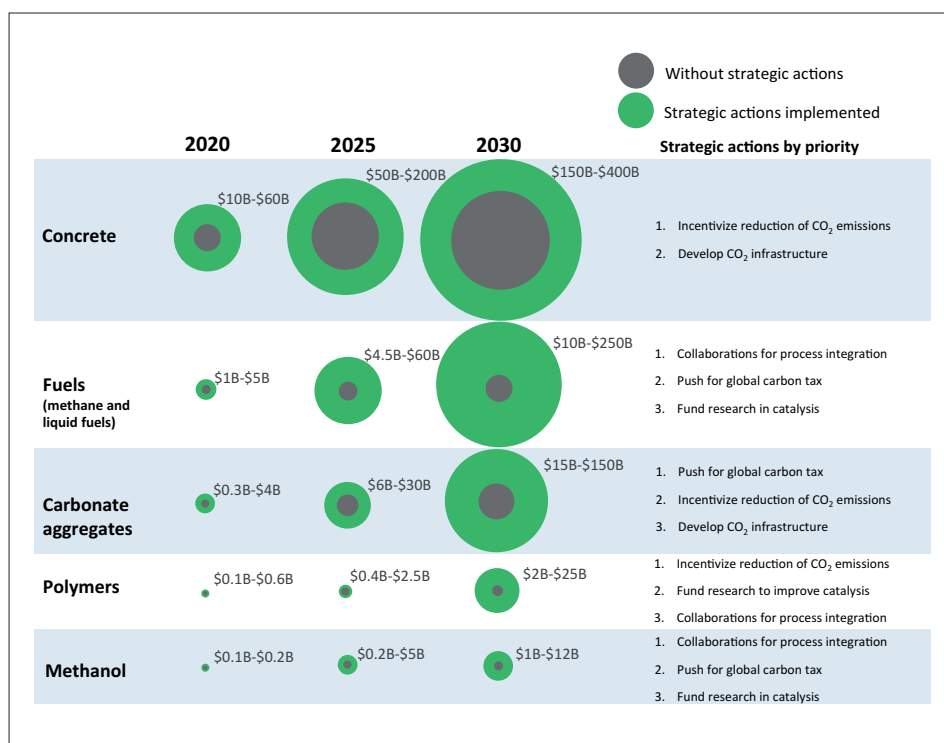 Without strategic actions
Strategic actions implemented
2020 2025 2030 Strategic actions by priority
Concrete
$10B-$60B
$50B-$200B
$150B-$400B
1. Incentivize reduction of CO₂ emissions
2. Develop CO₂ infrastructure
Fuels
(methane and
liquid fuels)
$1B-$5B
$4.5B-$60B
$10B-$250B
1. Collaborations for process integration
2. Push for global carbon tax
3. Fund research in catalysis
Carbonate
aggregates
$0.3B-$4B
$6B-$30B
$15B-$150B
1. Push for global carbon tax
2. Incentivize reduction of CO₂ emissions
3. Develop CO₂ infrastructure
Polymers
$0.1B-$0.6B
$0.4B-$2.5B
$2B-$25B
1. Incentivize reduction of CO₂ emissions
2. Fund research to improve catalysis
3. Collaborations for process integration
Methanol
$0.1B-$0.2B
$0.2B-$5B
$1B-$12B
1. Collaborations for process integration
2. Push for global carbon tax
3. Fund research in catalysis